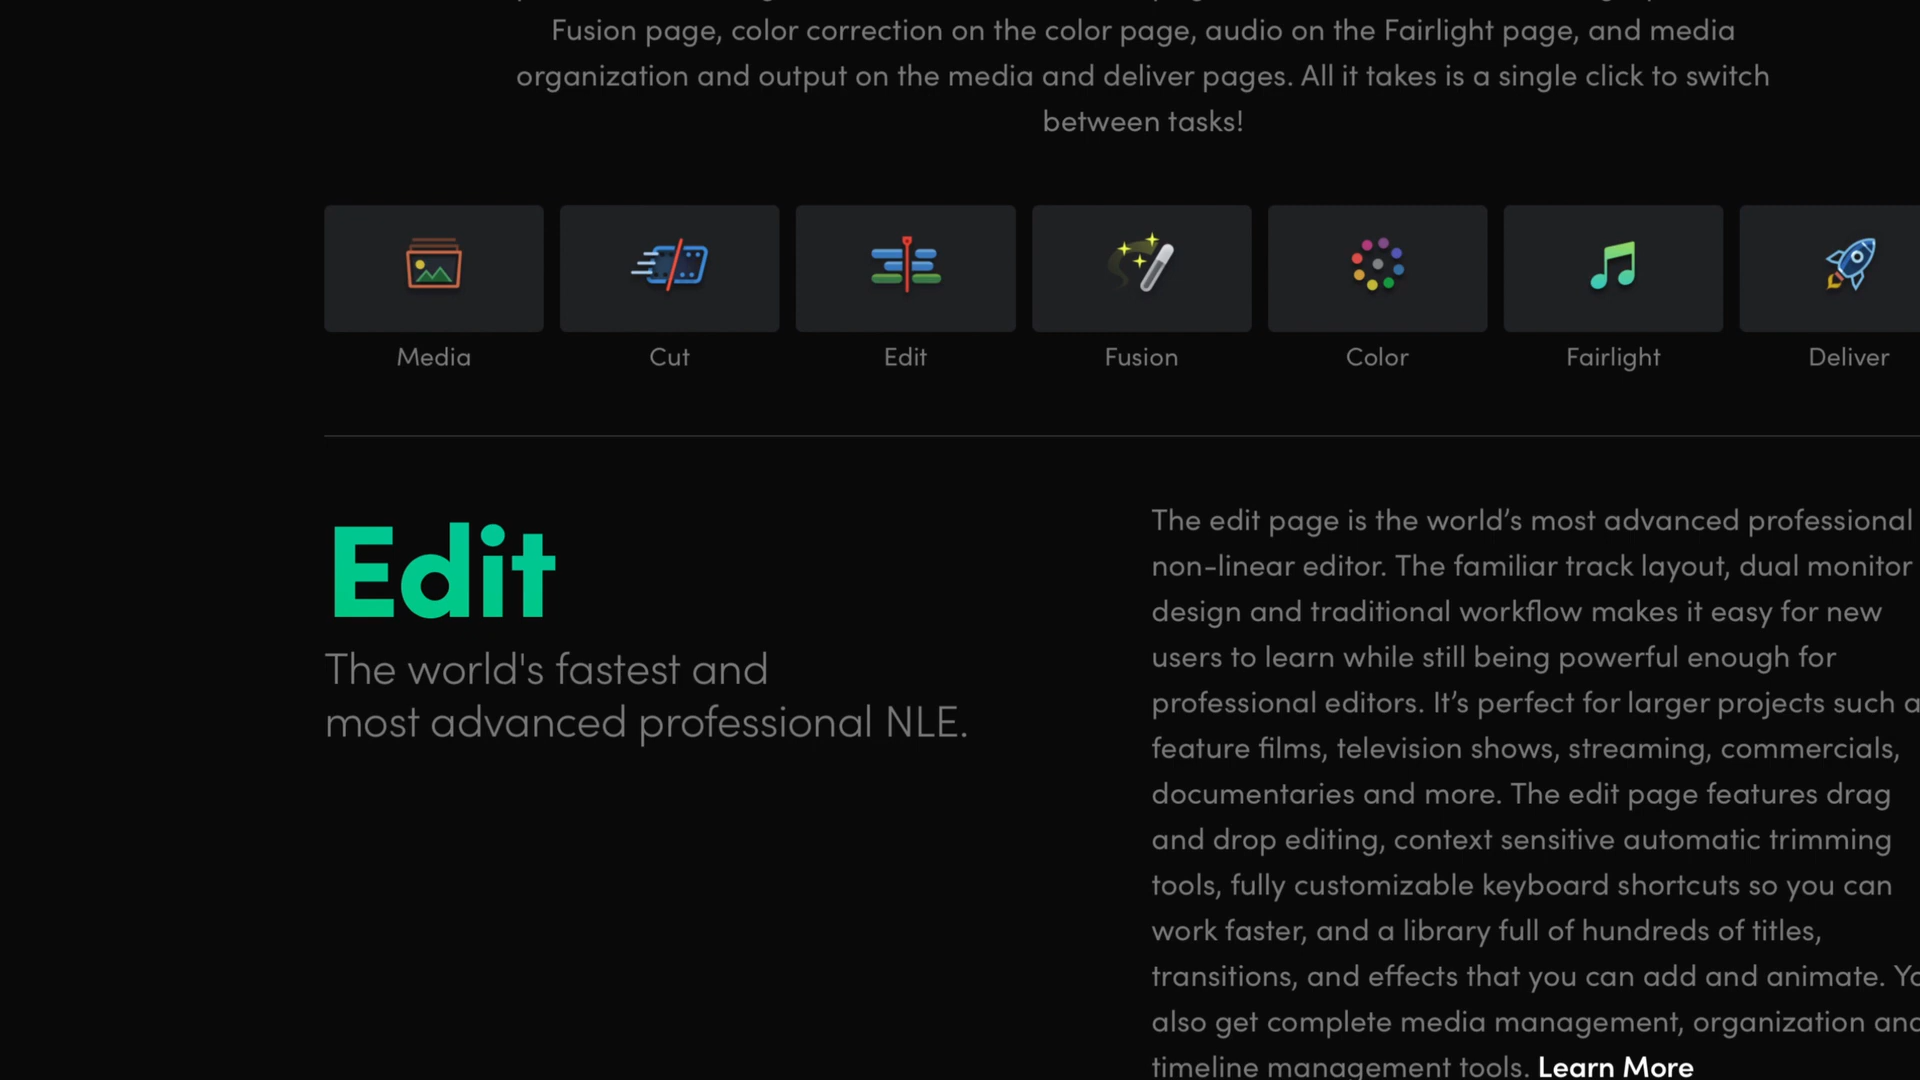 Fusion page, color correction on the color page, audio on the Fairlight page, and media
organization and output on the media and deliver pages. All it takes is a single click to switch
between tasks!
Media
Cut
Edit
Fusion
Color
Fairlight
Deliver
Edit
The world's fastest and
most advanced professional NLE.
The edit page is the world’s most advanced professional
non-linear editor. The familiar track layout, dual monitor
design and traditional workflow makes it easy for new
users to learn while still being powerful enough for
professional editors. It’s perfect for larger projects such
feature films, television shows, streaming, commercials,
documentaries and more. The edit page features drag
and drop editing, context sensitive automatic trimming
tools, fully customizable keyboard shortcuts so you can
work faster, and a library full of hundreds of titles,
transitions, and effects that you can add and animate.
also get complete media management, organization and
timeline management tools. Learn More